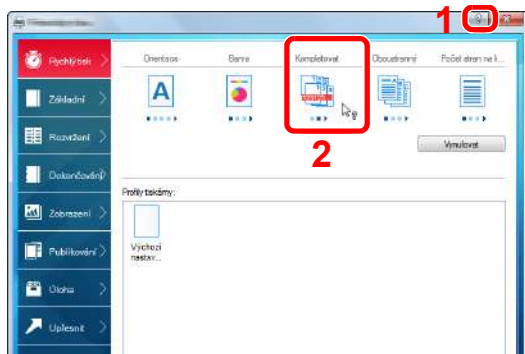 1
?
Rychlý tisk
Orientace
Barva
Kompletovat
Oboustranný
Počet stran na l...
Základní
A
Rozvržení
2
Vynulovat
Dokončování
Profily tiskárny:
Zobrazení
Publikování
Výchozí
nastav...
Úloha
Upřesnit